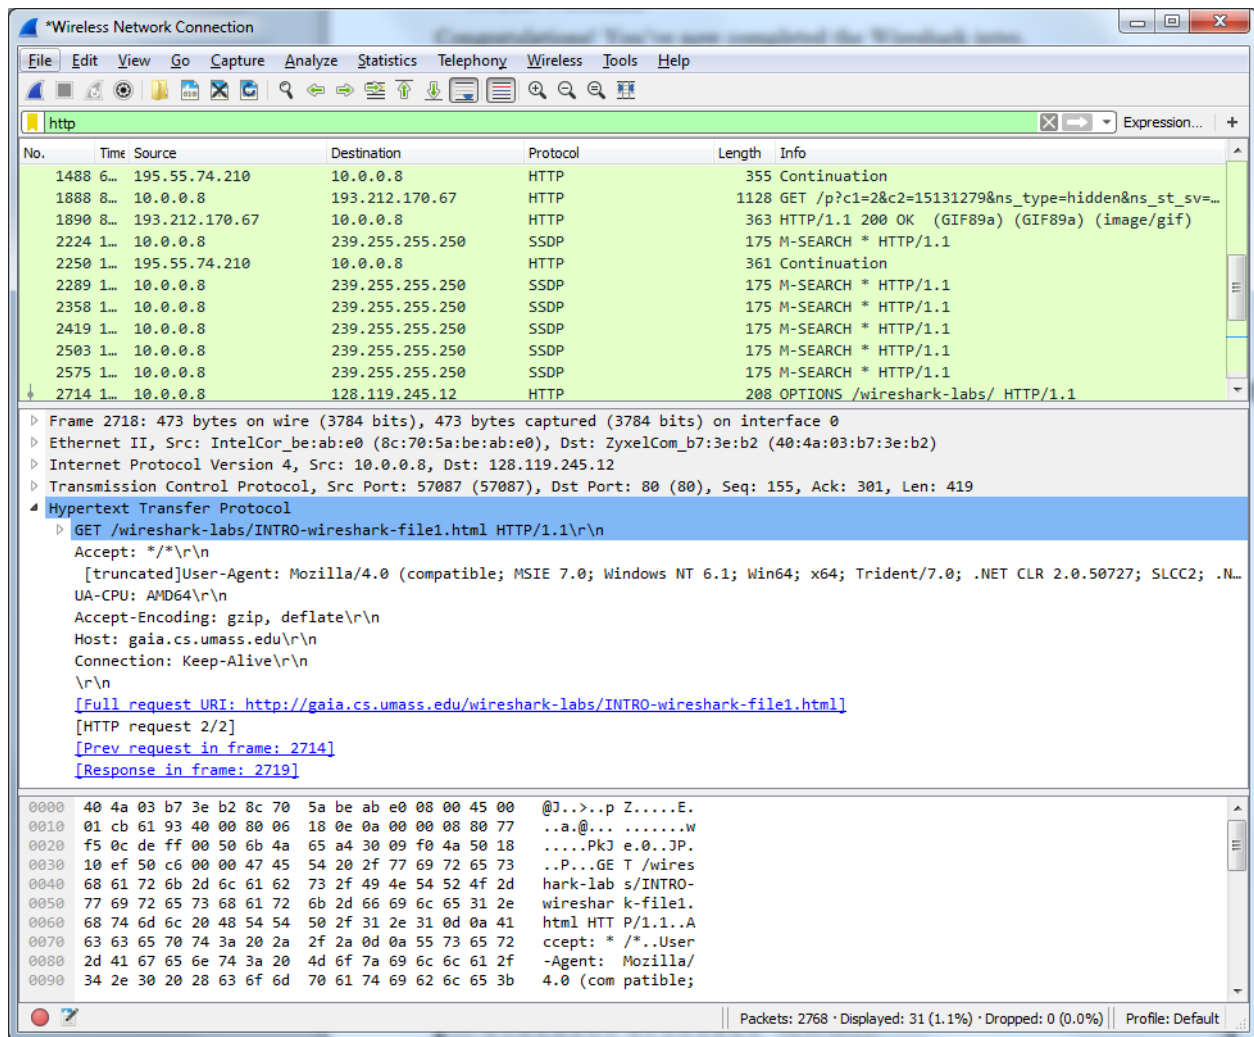 *Wireless Network Connection
File Edit View Go Capture Analyze Statistics Telephony Wireless Tools Help
http Expression... +
No. Time Source Destination Protocol Length Info
1488 6… 195.55.74.210 10.0.0.8 HTTP 355 Continuation
1888 8… 10.0.0.8 193.212.170.67 HTTP 1128 GET /p?c1=2&c2=15131279&ns_type=hidden&ns_st_sv=…
1890 8… 193.212.170.67 10.0.0.8 HTTP 363 HTTP/1.1 200 OK (GIF89a) (GIF89a) (image/gif)
2224 1… 10.0.0.8 239.255.255.250 SSDP 175 M-SEARCH * HTTP/1.1
2250 1… 195.55.74.210 10.0.0.8 HTTP 361 Continuation
2289 1… 10.0.0.8 239.255.255.250 SSDP 175 M-SEARCH * HTTP/1.1
2358 1… 10.0.0.8 239.255.255.250 SSDP 175 M-SEARCH * HTTP/1.1
2419 1… 10.0.0.8 239.255.255.250 SSDP 175 M-SEARCH * HTTP/1.1
2503 1… 10.0.0.8 239.255.255.250 SSDP 175 M-SEARCH * HTTP/1.1
2575 1… 10.0.0.8 239.255.255.250 SSDP 175 M-SEARCH * HTTP/1.1
2714 1… 10.0.0.8 128.119.245.12 HTTP 208 OPTIONS /wireshark-labs/ HTTP/1.1
Frame 2718: 473 bytes on wire (3784 bits), 473 bytes captured (3784 bits) on interface 0
Ethernet II, Src: IntelCor_be:ab:e0 (8c:70:5a:be:ab:e0), Dst: ZyxelCom_b7:3e:b2 (40:4a:03:b7:3e:b2)
Internet Protocol Version 4, Src: 10.0.0.8, Dst: 128.119.245.12
Transmission Control Protocol, Src Port: 57087 (57087), Dst Port: 80 (80), Seq: 155, Ack: 301, Len: 419
Hypertext Transfer Protocol
GET /wireshark-labs/INTRO-wireshark-file1.html HTTP/1.1\r\n
Accept: */*\r\n
[truncated]User-Agent: Mozilla/4.0 (compatible; MSIE 7.0; Windows NT 6.1; Win64; x64; Trident/7.0; .NET CLR 2.0.50727; SLCC2; .N…
UA-CPU: AMD64\r\n
Accept-Encoding: gzip, deflate\r\n
Host: gaia.cs.umass.edu\r\n
Connection: Keep-Alive\r\n
\r\n
[Full request URI: http://gaia.cs.umass.edu/wireshark-labs/INTRO-wireshark-file1.html]
[HTTP request 2/2]
[Prev request in frame: 2714]
[Response in frame: 2719]
0000 40 4a 03 b7 3e b2 8c 70 5a be ab e0 08 00 45 00 @J..>..p Z.....E.
0010 01 cb 61 93 40 00 80 06 18 0e 0a 00 00 08 80 77 ..a.@... .......w
0020 f5 0c de ff 00 50 6b 4a 65 a4 30 09 f0 4a 50 18 .....PkJ e.0..JP.
0030 10 ef 50 c6 00 00 47 45 54 20 2f 77 69 72 65 73 ..P...GE T /wires
0040 68 61 72 6b 2d 6c 61 62 73 2f 49 4e 54 52 4f 2d hark-lab s/INTRO-
0050 77 69 72 65 73 68 61 72 6b 2d 66 69 6c 65 31 2e wireshar k-file1.
0060 68 74 6d 6c 20 48 54 54 50 2f 31 2e 31 0d 0a 41 html HTT P/1.1..A
0070 63 63 65 70 74 3a 20 2a 2f 2a 0d 0a 55 73 65 72 ccept: * /*..User
0080 2d 41 67 65 6e 74 3a 20 4d 6f 7a 69 6c 6c 61 2f -Agent: Mozilla/
0090 34 2e 30 20 28 63 6f 6d 70 61 74 69 62 6c 65 3b 4.0 (com patible;
Packets: 2768 · Displayed: 31 (1.1%) · Dropped: 0 (0.0%) Profile: Default